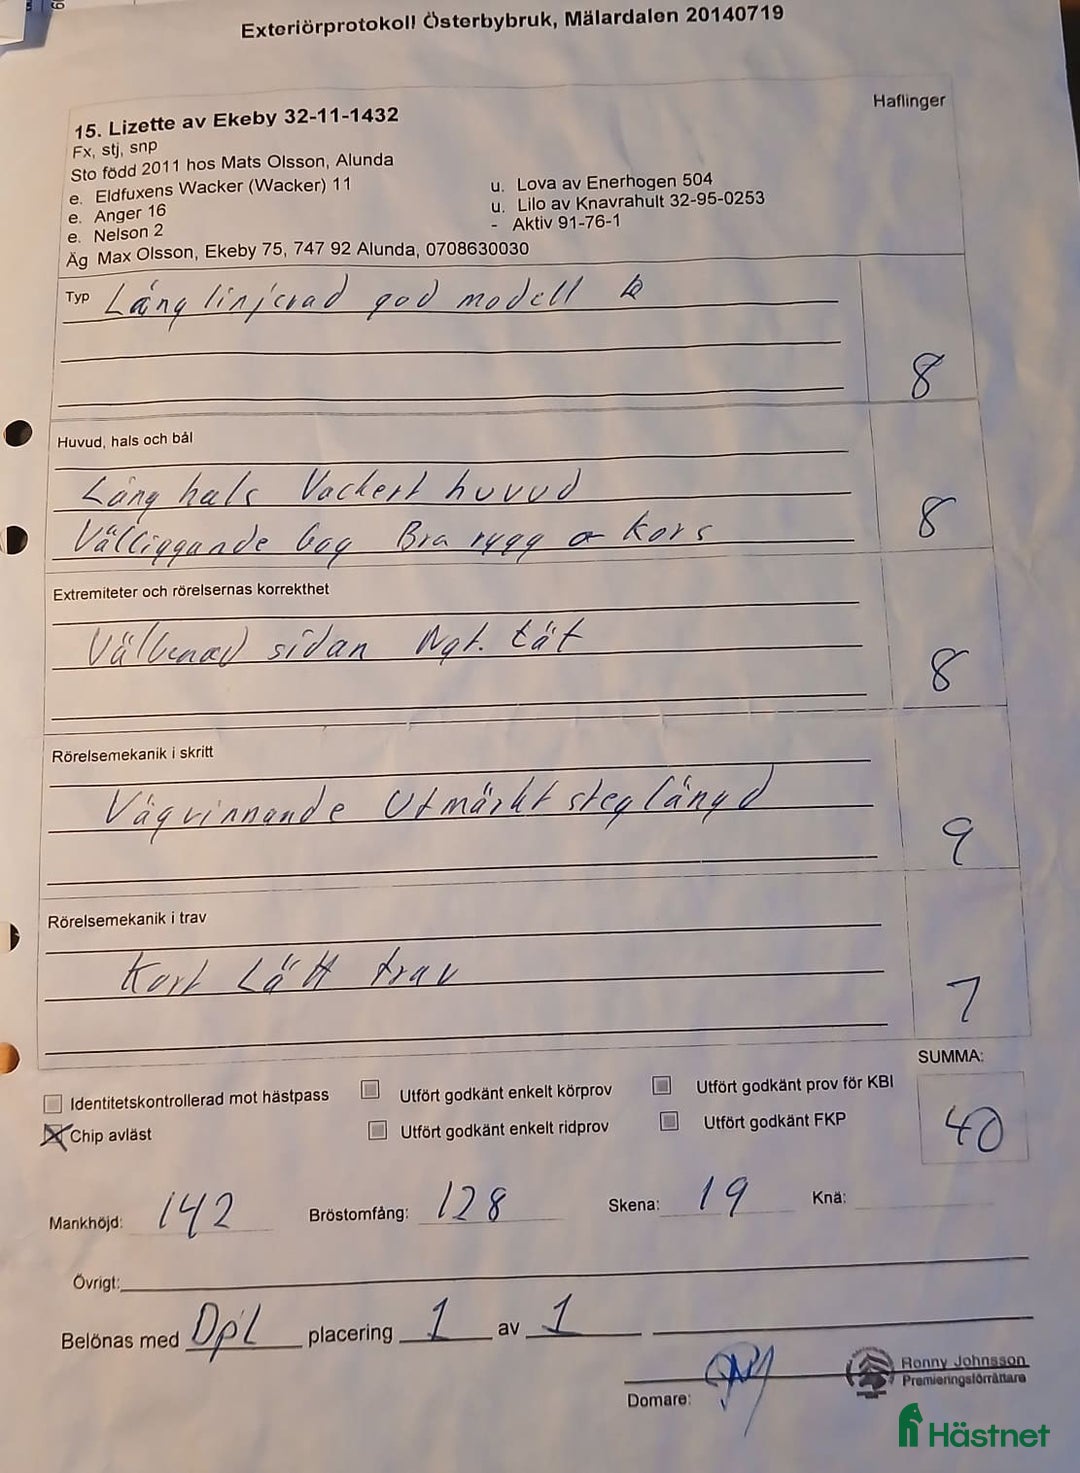 Exteriörprotokoll Österbybruk, Mälardalen 20140719
Haflinger
15. Lizette av Ekeby 32-11-1432
Fx, stj, snp
Sto född 2011 hos Mats Olsson, Alunda
e. Eldfuxens Wacker (Wacker) 11 u. Lova av Enerhogen 504
e. Anger 16 u. Lilo av Knavrahult 32-95-0253
e. Nelson 2 - Aktiv 91-76-1
Äg Max Olsson, Ekeby 75, 747 92 Alunda, 0708630030
Typ Lång linjerad god modell
8
Huvud, hals och bål
Lång hals Vackert huvud
Välliggande bog Bra rygg o kors
8
Extremiteter och rörelsernas korrekthet
Välbenad sidan Ngt. tät
8
Rörelsemekanik i skritt
Vägvinnande Utmärkt steglängd
9
Rörelsemekanik i trav
Kort Lätt trav
7
SUMMA:
40
Identitetskontrollerad mot hästpass Utfört godkänt enkelt körprov Utfört godkänt prov för KBI
Chip avläst Utfört godkänt enkelt ridprov Utfört godkänt FKP
Mankhöjd: 142 Bröstomfång: 128 Skena: 19 Knä:
Övrigt:
Belönas med Dpl placering 1 av 1
Ronny Johnsson
Premieringsförrättare
Domare:
Hästnet